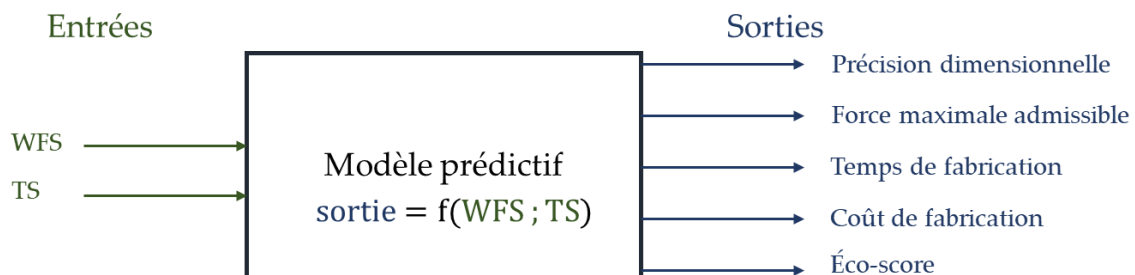 Entrées
Sorties
WFS
TS
Modèle prédictif
sortie = f(WFS ; TS)
Précision dimensionnelle
Force maximale admissible
Temps de fabrication
Coût de fabrication
Éco-score